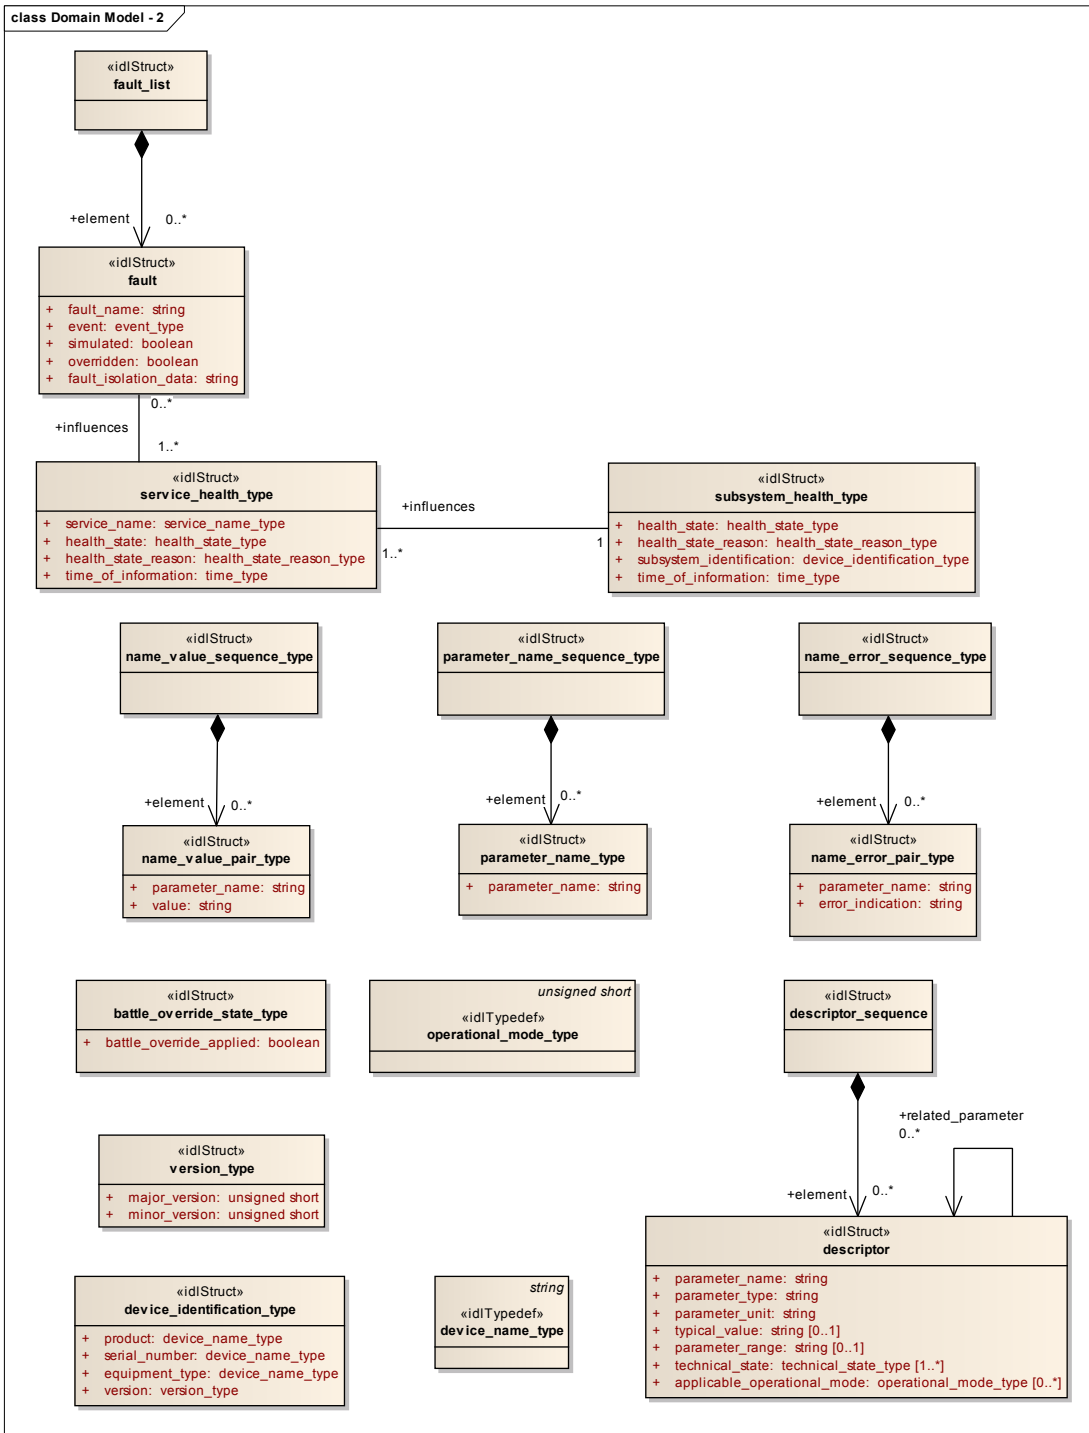 class Domain Model - 2
«idlStruct»
fault_list
+element 0..*
«idlStruct»
fault
+ fault_name: string
+ event: event_type
+ simulated: boolean
+ overridden: boolean
+ fault_isolation_data: string
0..*
+influences
1..*
«idlStruct»
service_health_type
+ service_name: service_name_type
+ health_state: health_state_type
+ health_state_reason: health_state_reason_type
+ time_of_information: time_type
+influences
1..* 1
«idlStruct»
subsystem_health_type
+ health_state: health_state_type
+ health_state_reason: health_state_reason_type
+ subsystem_identification: device_identification_type
+ time_of_information: time_type
«idlStruct»
name_value_sequence_type
+element 0..*
«idlStruct»
name_value_pair_type
+ parameter_name: string
+ value: string
«idlStruct»
parameter_name_sequence_type
+element 0..*
«idlStruct»
parameter_name_type
+ parameter_name: string
«idlStruct»
name_error_sequence_type
+element 0..*
«idlStruct»
name_error_pair_type
+ parameter_name: string
+ error_indication: string
«idlStruct»
battle_override_state_type
+ battle_override_applied: boolean
unsigned short
«idlTypedef»
operational_mode_type
«idlStruct»
descriptor_sequence
+related_parameter
0..*
+element 0..*
«idlStruct»
descriptor
+ parameter_name: string
+ parameter_type: string
+ parameter_unit: string
+ typical_value: string [0..1]
+ parameter_range: string [0..1]
+ technical_state: technical_state_type [1..*]
+ applicable_operational_mode: operational_mode_type [0..*]
«idlStruct»
version_type
+ major_version: unsigned short
+ minor_version: unsigned short
«idlStruct»
device_identification_type
+ product: device_name_type
+ serial_number: device_name_type
+ equipment_type: device_name_type
+ version: version_type
string
«idlTypedef»
device_name_type